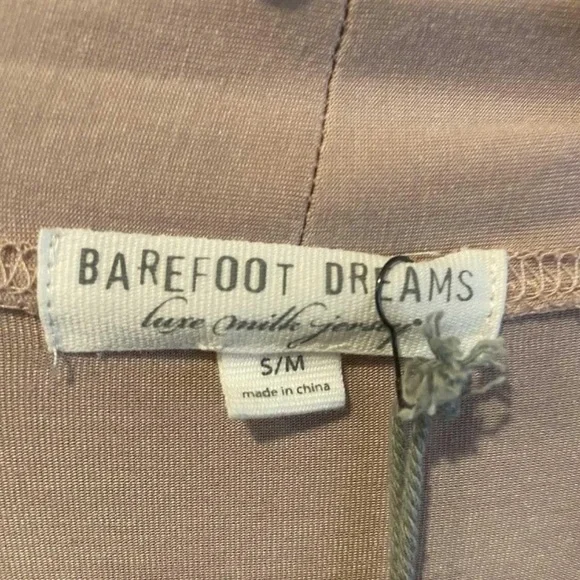 BAREFOOT DREAMS
luxe milk jersey®
S/M
made in china